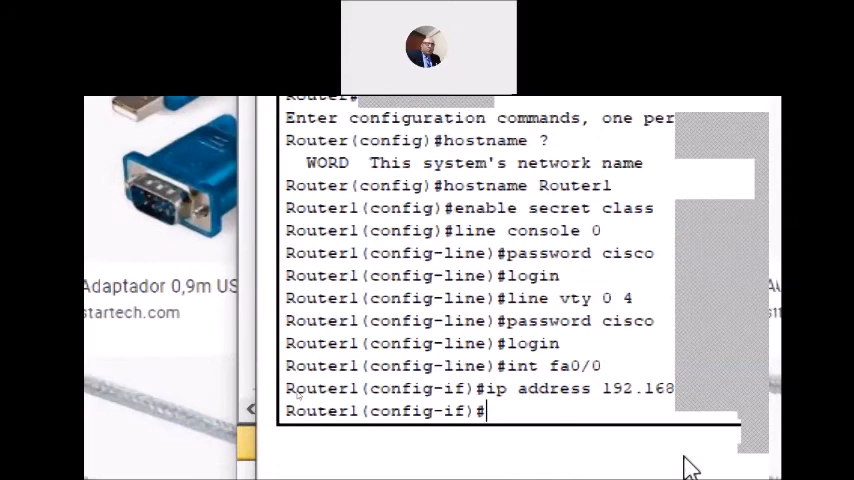 Router#
Enter configuration commands, one per
Router(config)#hostname ?
WORD This system's network name
Router(config)#hostname Router1
Router1(config)#enable secret class
Router1(config)#line console 0
Router1(config-line)#password cisco
Router1(config-line)#login
Router1(config-line)#line vty 0 4
Router1(config-line)#password cisco
Router1(config-line)#login
Router1(config-line)#int fa0/0
Router1(config-if)#ip address 192.168
Router1(config-if)#
Adaptador 0,9m US
startech.com